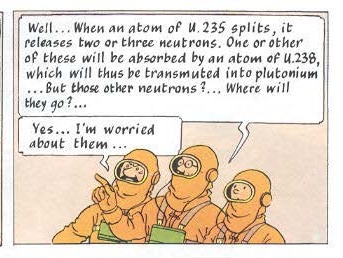 Well... When an atom of U.235 splits, it
releases two or three neutrons. One or other
of these will be absorbed by an atom of U.238,
which will thus be transmuted into plutonium
...But those other neutrons?... Where will
they go?...
Yes... I'm worried
about them...